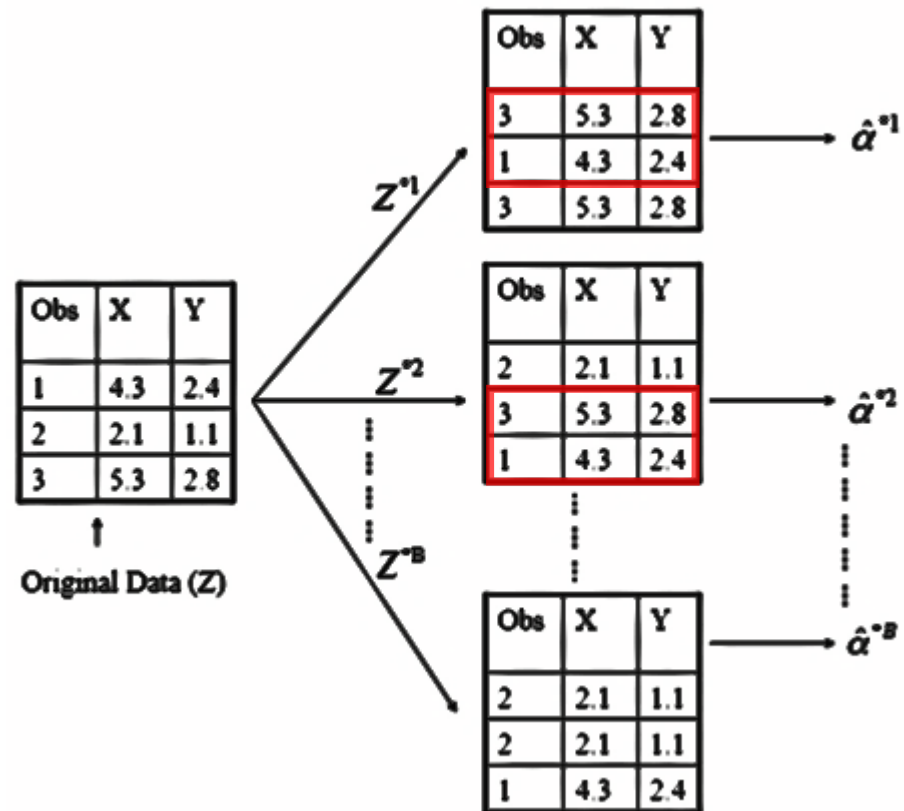 Obs X Y
3 5.3 2.8
1 4.3 2.4
3 5.3 2.8
α̂*1
Z*1
Obs X Y
1 4.3 2.4
2 2.1 1.1
3 5.3 2.8
Original Data (Z)
Z*2
Obs X Y
2 2.1 1.1
3 5.3 2.8
1 4.3 2.4
α̂*2
Z*B
Obs X Y
2 2.1 1.1
2 2.1 1.1
1 4.3 2.4
α̂*B